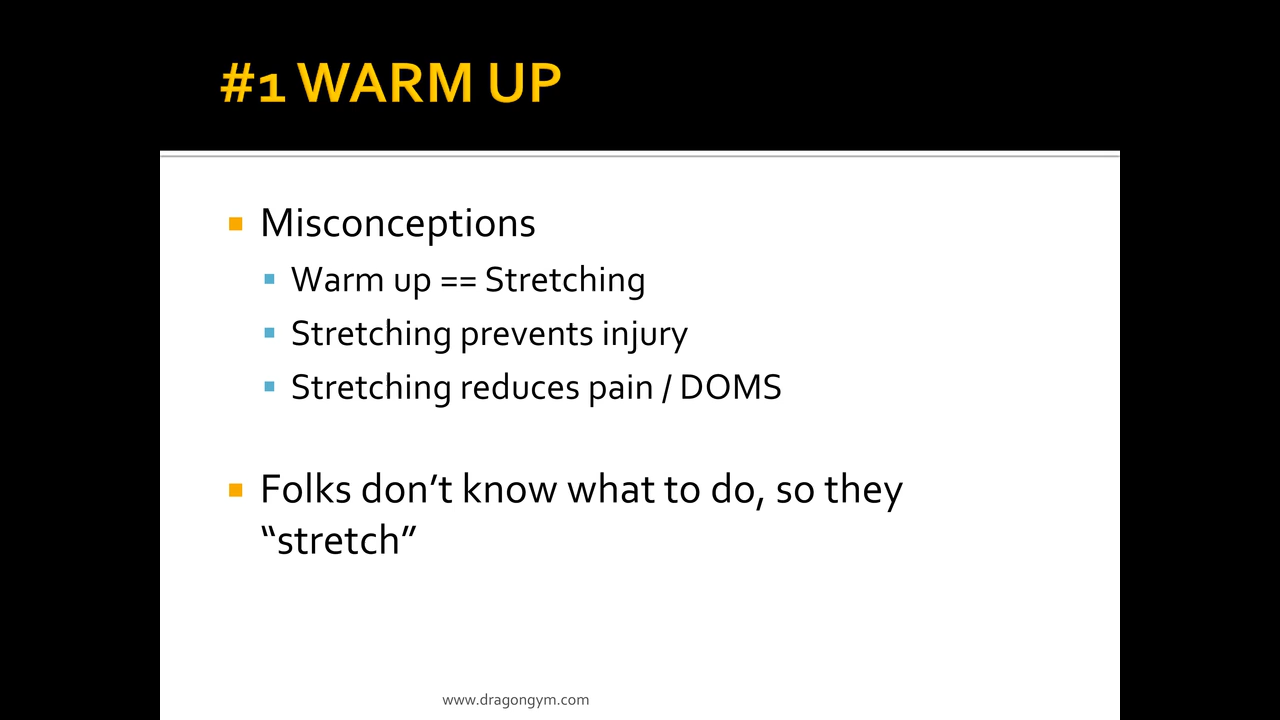 #1 WARM UP
Misconceptions
Warm up == Stretching
Stretching prevents injury
Stretching reduces pain / DOMS
Folks don’t know what to do, so they
“stretch”
www.dragongym.com